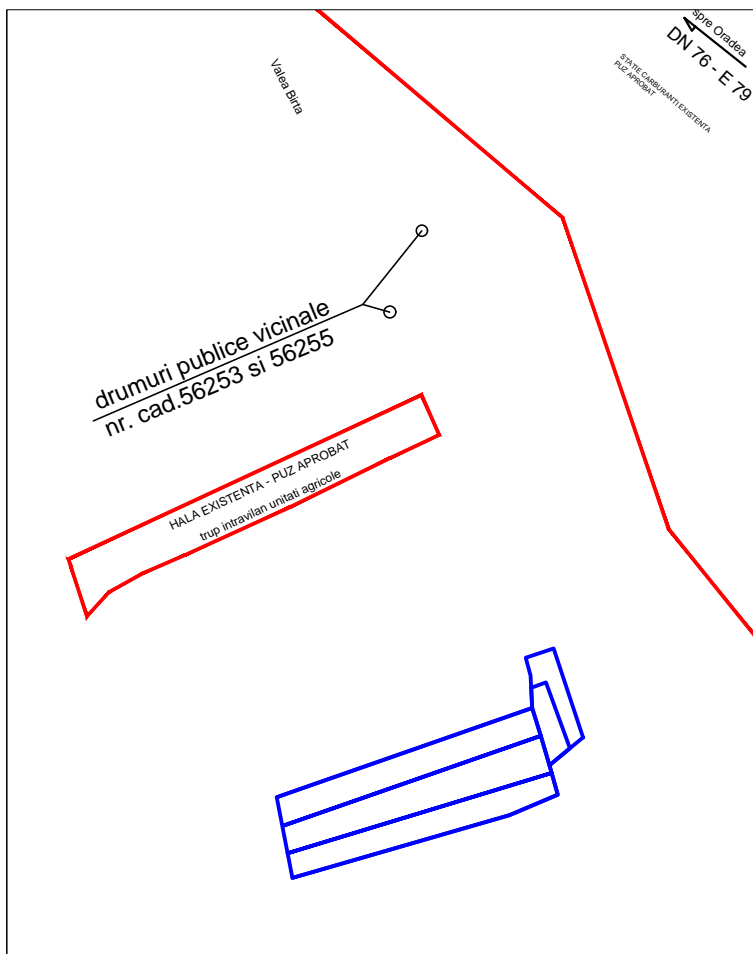 spre Oradea
DN 76 - E 79
STATIE CARBURANTI EXISTENTA
PUZ APROBAT
Valea Birta
drumuri publice vicinale
nr. cad.56253 si 56255
HALA EXISTENTA - PUZ APROBAT
trup intravilan unitati agricole